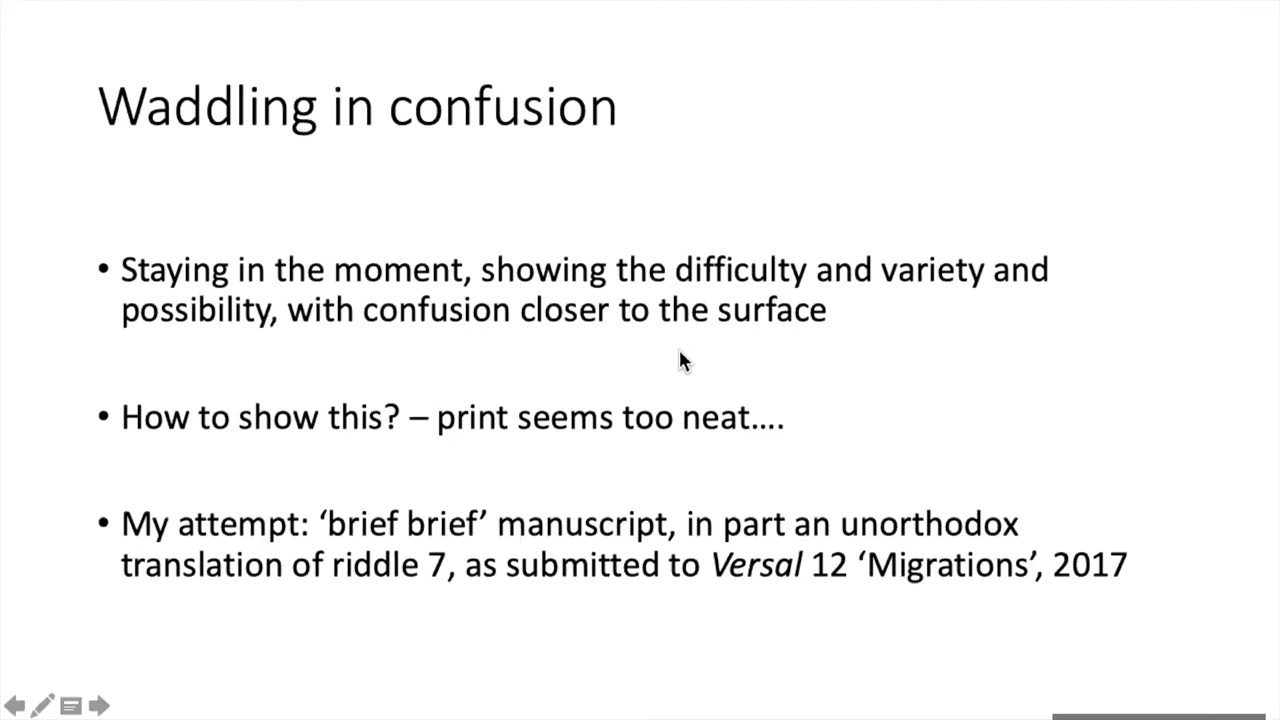 Waddling in confusion
• Staying in the moment, showing the difficulty and variety and
possibility, with confusion closer to the surface
• How to show this? – print seems too neat….
• My attempt: ‘brief brief’ manuscript, in part an unorthodox
translation of riddle 7, as submitted to Versal 12 ‘Migrations’, 2017